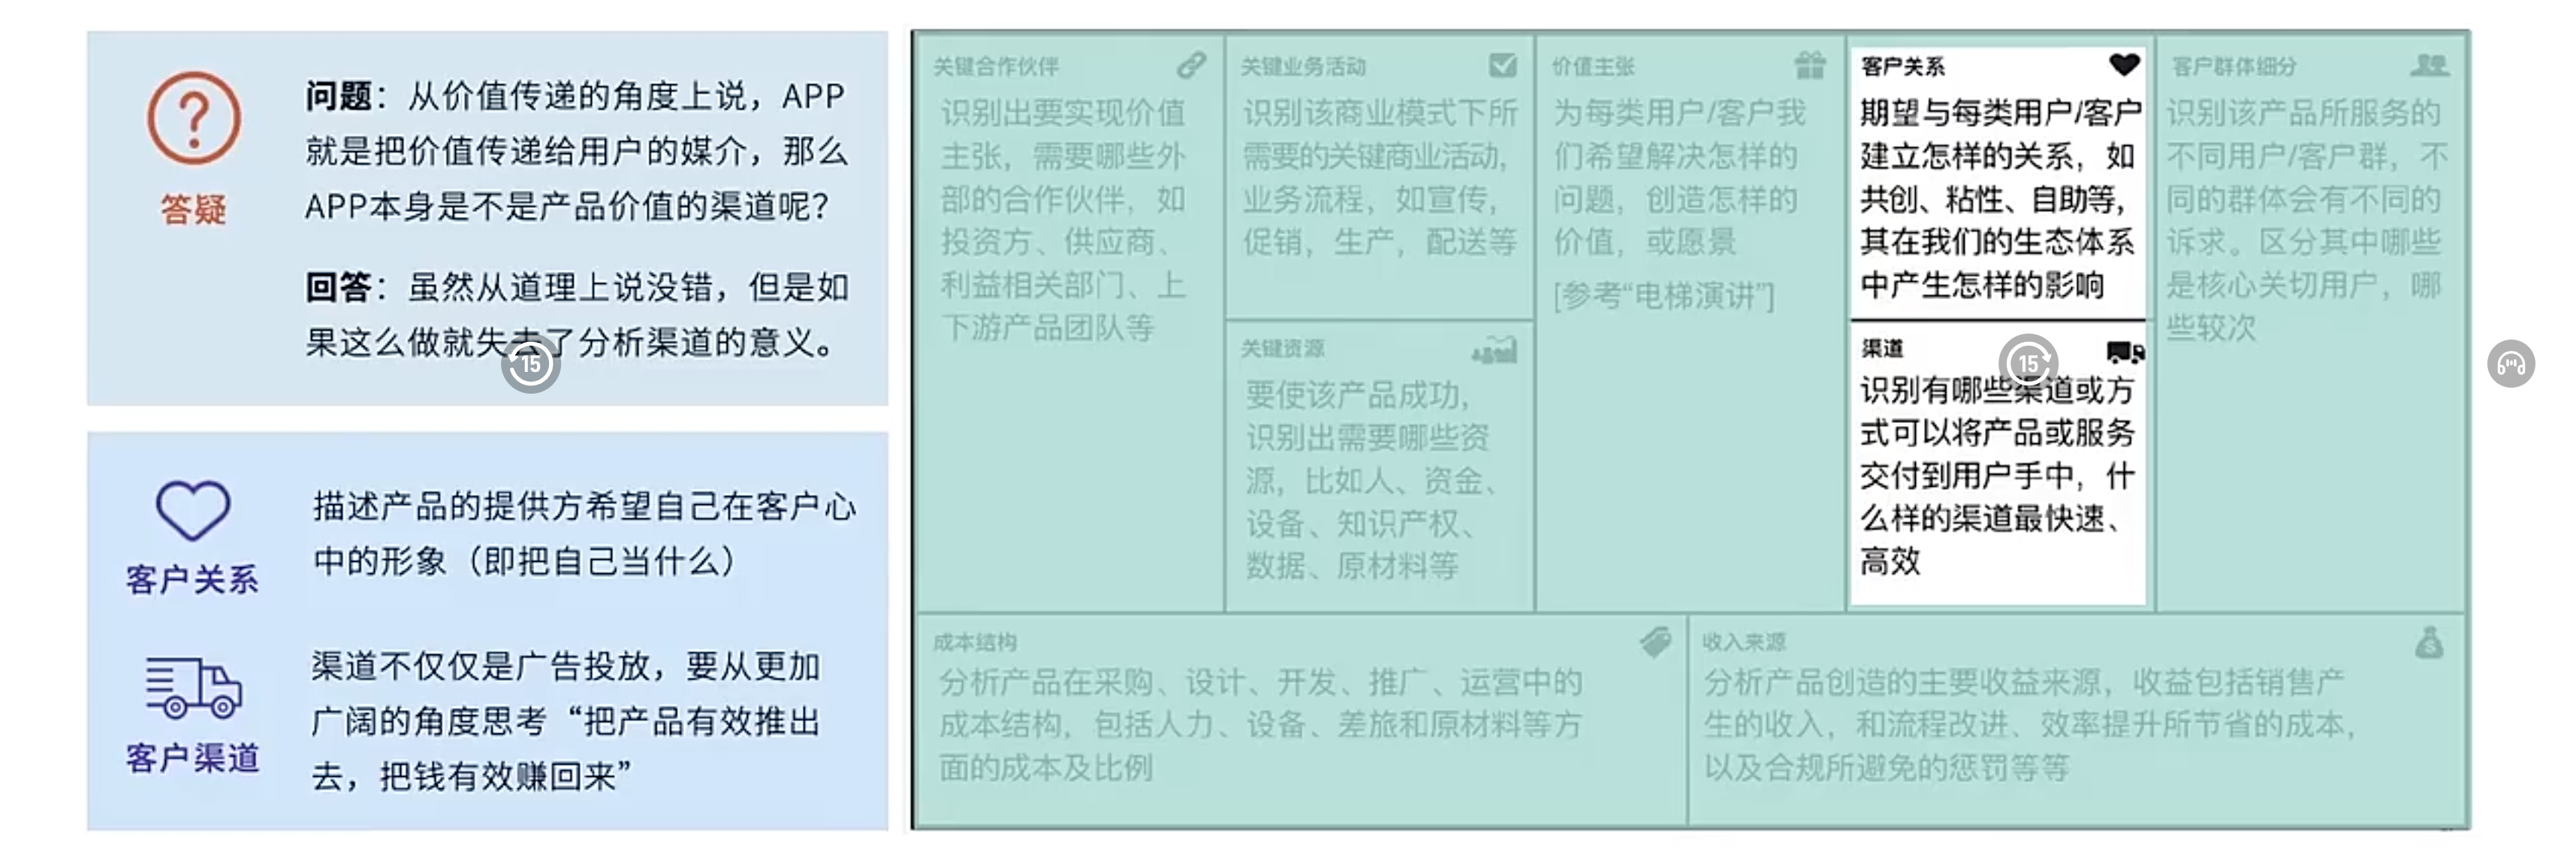 问题：从价值传递的角度上说，APP
就是把价值传递给用户的媒介，那么
APP本身是不是产品价值的渠道呢？
答疑
回答：虽然从道理上说没错，但是如
果这么做就失去了分析渠道的意义。
15
描述产品的提供方希望自己在客户心
中的形象（即把自己当什么）
客户关系
渠道不仅仅是广告投放，要从更加
广阔的角度思考“把产品有效推出
去，把钱有效赚回来”
客户渠道
关键合作伙伴
识别出要实现价值
主张，需要哪些外
部的合作伙伴，如
投资方、供应商、
利益相关部门、上
下游产品团队等
关键业务活动
识别该商业模式下所
需要的关键商业活动,
业务流程，如宣传，
促销，生产，配送等
关键资源
要使该产品成功，
识别出需要哪些资
源，比如人、资金、
设备、知识产权、
数据、原材料等
价值主张
为每类用户/客户我
们希望解决怎样的
问题，创造怎样的
价值，或愿景
[参考“电梯演讲”]
客户关系
期望与每类用户/客户
建立怎样的关系，如
共创、粘性、自助等,
其在我们的生态体系
中产生怎样的影响
渠道
15
识别有哪些渠道或方
式可以将产品或服务
交付到用户手中，什
么样的渠道最快速、
高效
客户群体细分
识别该产品所服务的
不同用户/客户群，不
同的群体会有不同的
诉求。区分其中哪些
是核心关切用户，哪
些较次
成本结构
分析产品在采购、设计、开发、推广、运营中的
成本结构，包括人力、设备、差旅和原材料等方
面的成本及比例
收入来源
分析产品创造的主要收益来源，收益包括销售产
生的收入，和流程改进、效率提升所节省的成本，
以及合规所避免的惩罚等等